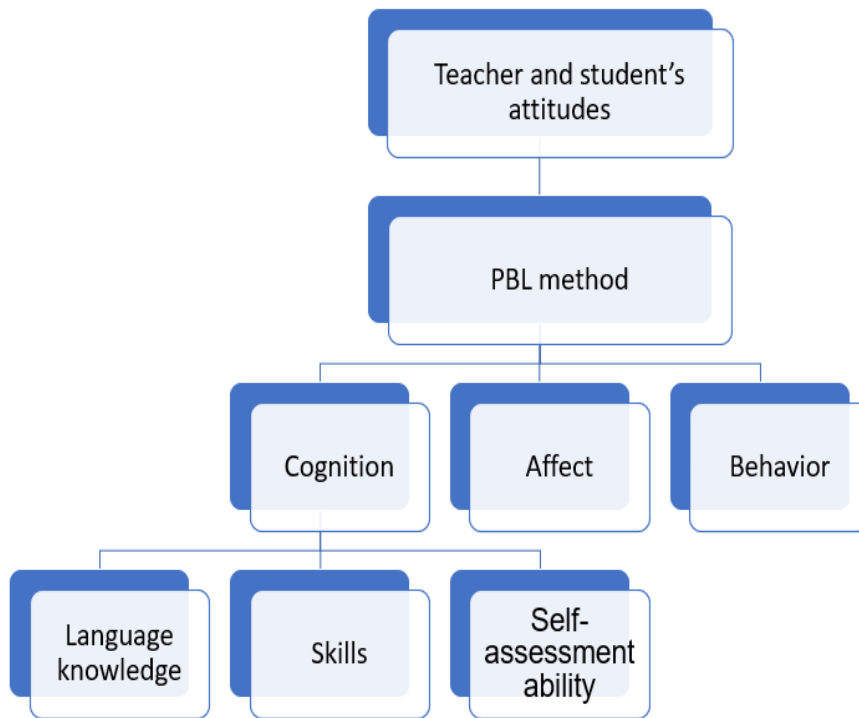 Teacher and student’s
attitudes
PBL method
Cognition
Affect
Behavior
Language
knowledge
Skills
Self-
assessment
ability